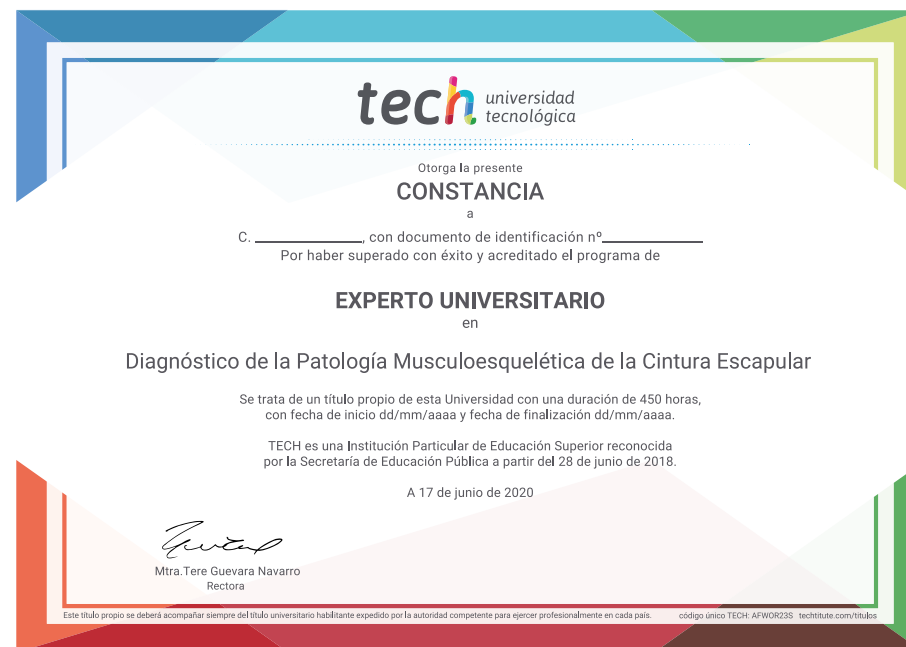 tech universidad
tecnológica
Otorga la presente
CONSTANCIA
a
C. ____________, con documento de identificación nº____________
Por haber superado con éxito y acreditado el programa de
EXPERTO UNIVERSITARIO
en
Diagnóstico de la Patología Musculoesquelética de la Cintura Escapular
Se trata de un título propio de esta Universidad con una duración de 450 horas,
con fecha de inicio dd/mm/aaaa y fecha de finalización dd/mm/aaaa.
TECH es una Institución Particular de Educación Superior reconocida
por la Secretaría de Educación Pública a partir del 28 de junio de 2018.
A 17 de junio de 2020
Mtra.Tere Guevara Navarro
Rectora
Este título propio se deberá acompañar siempre del título universitario habilitante expedido por la autoridad competente para ejercer profesionalmente en cada país. código único TECH: AFWOR23S techtitute.com/titulos